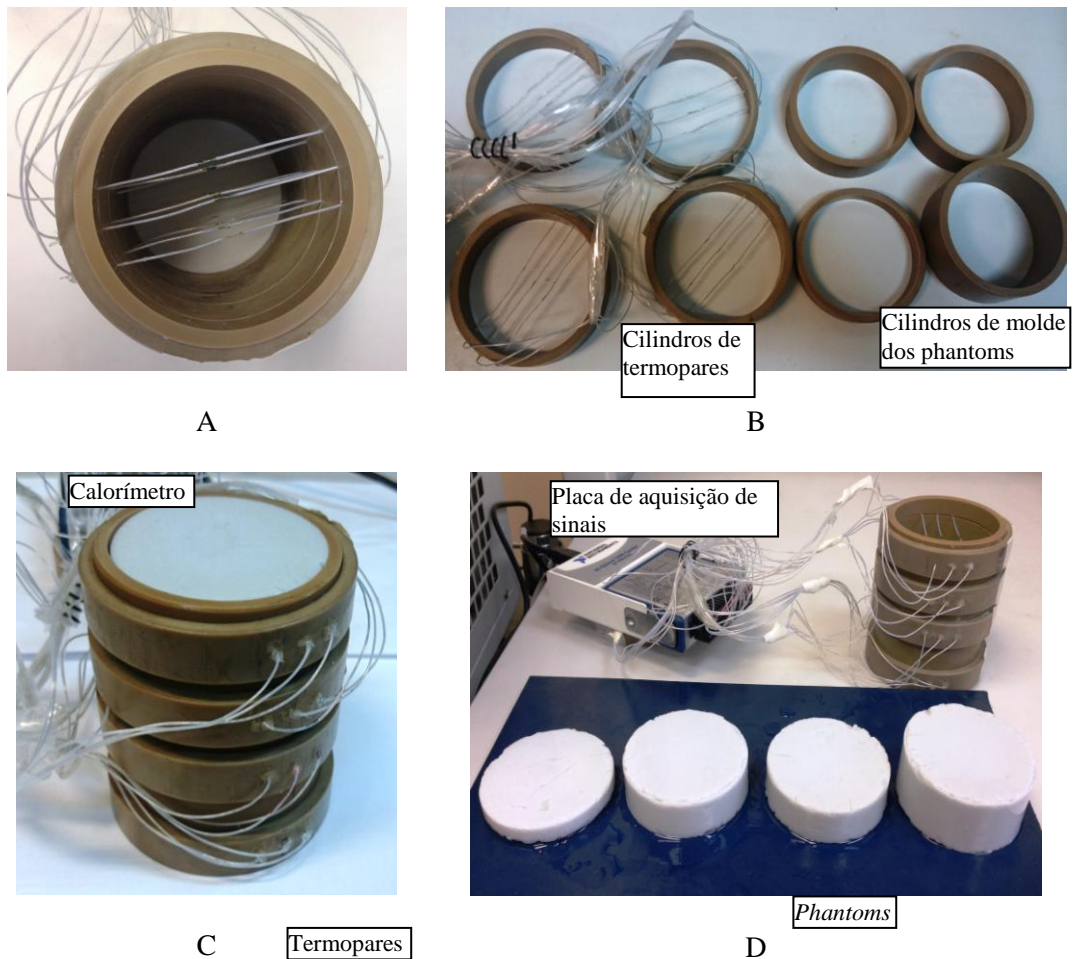 Cilindros de
termopares
Cilindros de molde
dos phantoms
A
B
Calorímetro
Placa de aquisição de
sinais
Phantoms
C
Termopares
D